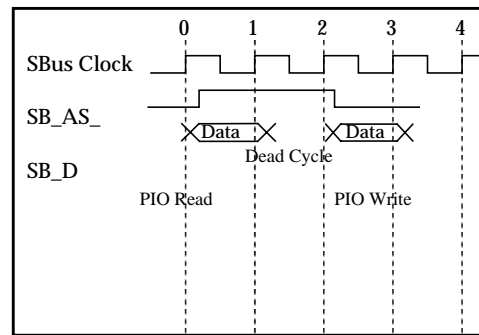 0 1 2 3 4
SBus Clock
SB_AS_
Data Data
Dead Cycle
SB_D
PIO Read PIO Write